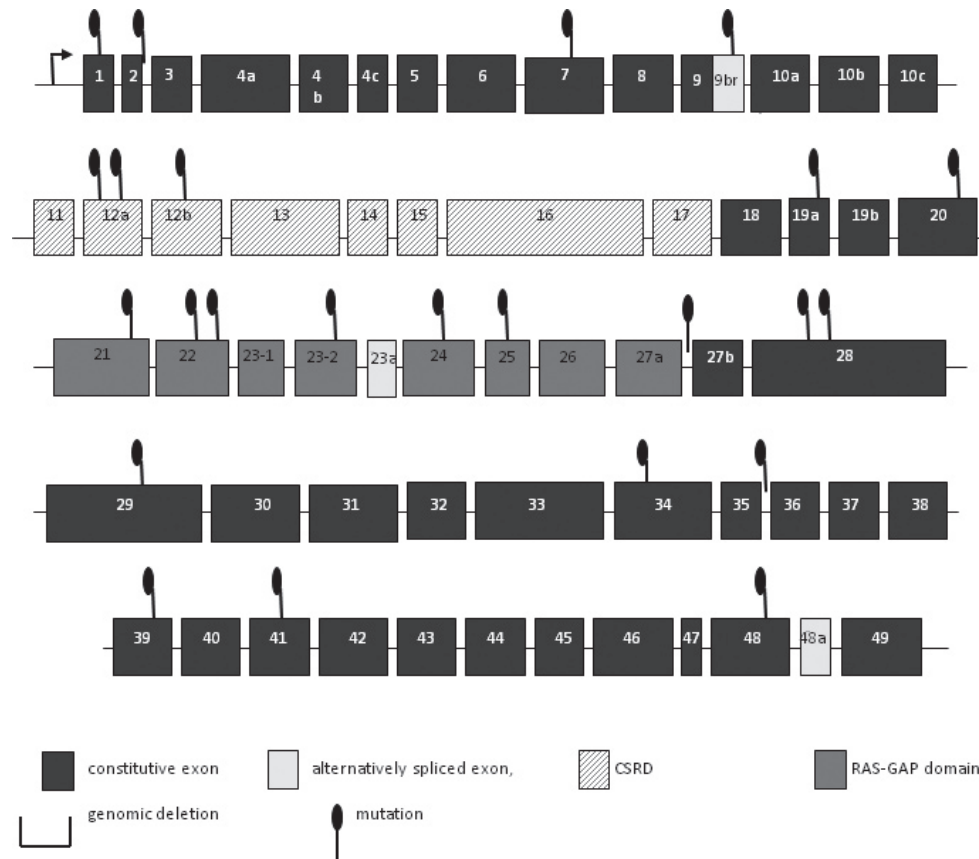 1 2 3 4a 4 b 4c 5 6 7 8 9 9br 10a 10b 10c
11 12a 12b 13 14 15 16 17 18 19a 19b 20
21 22 23-1 23-2 23a 24 25 26 27a 27b 28
29 30 31 32 33 34 35 36 37 38
39 40 41 42 43 44 45 46 47 48 48a 49
constitutive exon alternatively spliced exon, CSRD RAS-GAP domain
genomic deletion mutation